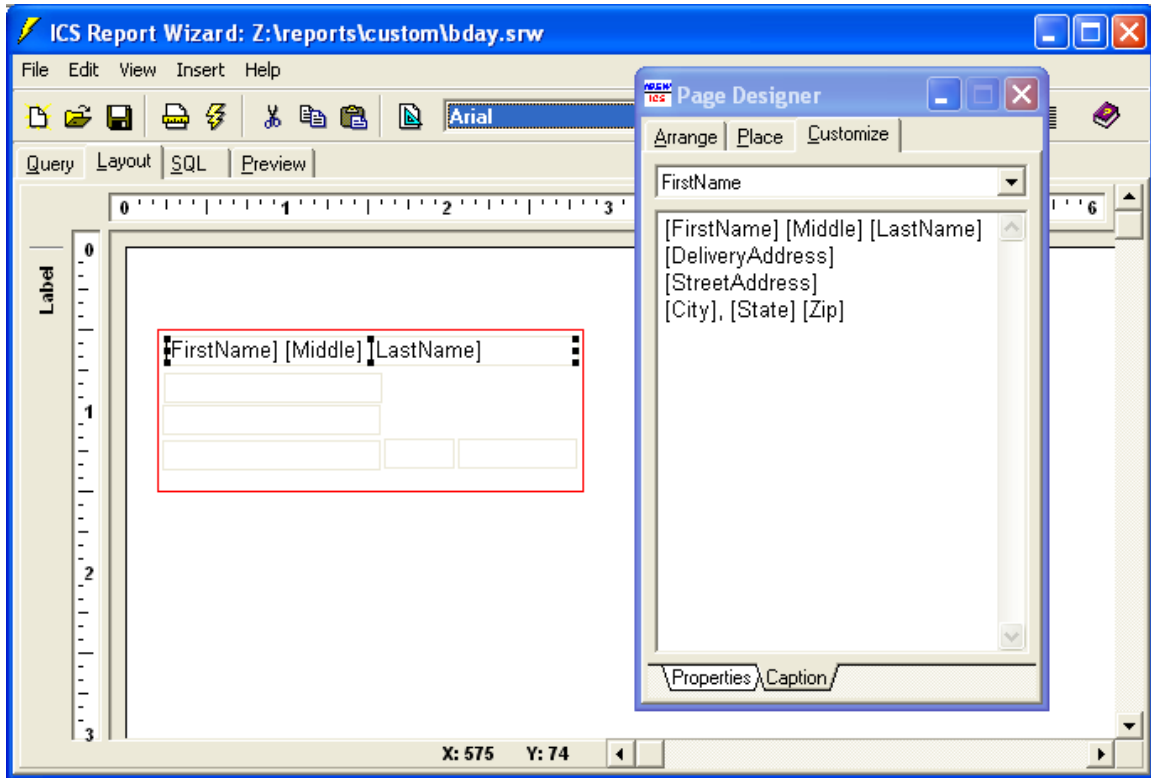 ICS Report Wizard: Z:\reports\custom\bday.srw
File Edit View Insert Help
Arial
Query Layout SQL Preview
0 1 2 3 6
Label
0
1
2
3
[FirstName] [Middle] [LastName]
X: 575 Y: 74
ICS
Page Designer
Arrange Place Customize
FirstName
[FirstName] [Middle] [LastName]
[DeliveryAddress]
[StreetAddress]
[City], [State] [Zip]
Properties Caption